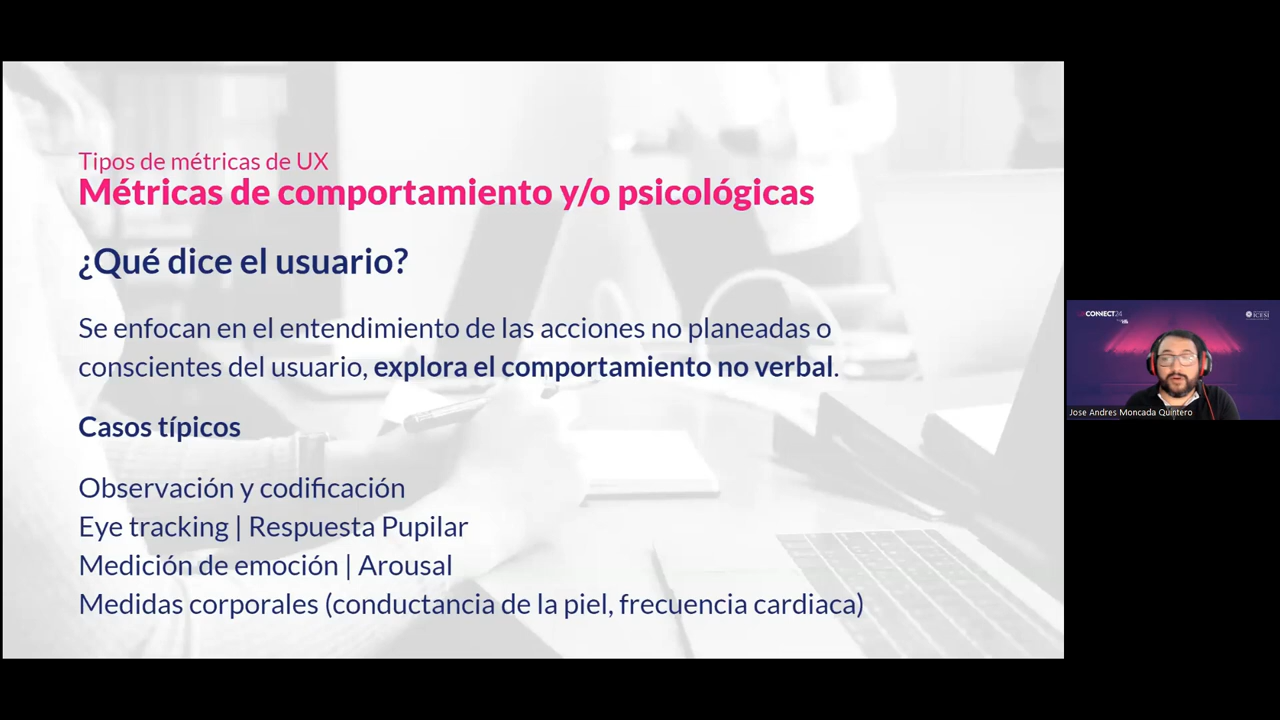 Tipos de métricas de UX
Métricas de comportamiento y/o psicológicas
¿Qué dice el usuario?
Se enfocan en el entendimiento de las acciones no planeadas o
conscientes del usuario, explora el comportamiento no verbal.
Casos típicos
Observación y codificación
Eye tracking | Respuesta Pupilar
Medición de emoción | Arousal
Medidas corporales (conductancia de la piel, frecuencia cardiaca)
CONNECT24
ICESI
Jose Andres Moncada Quintero